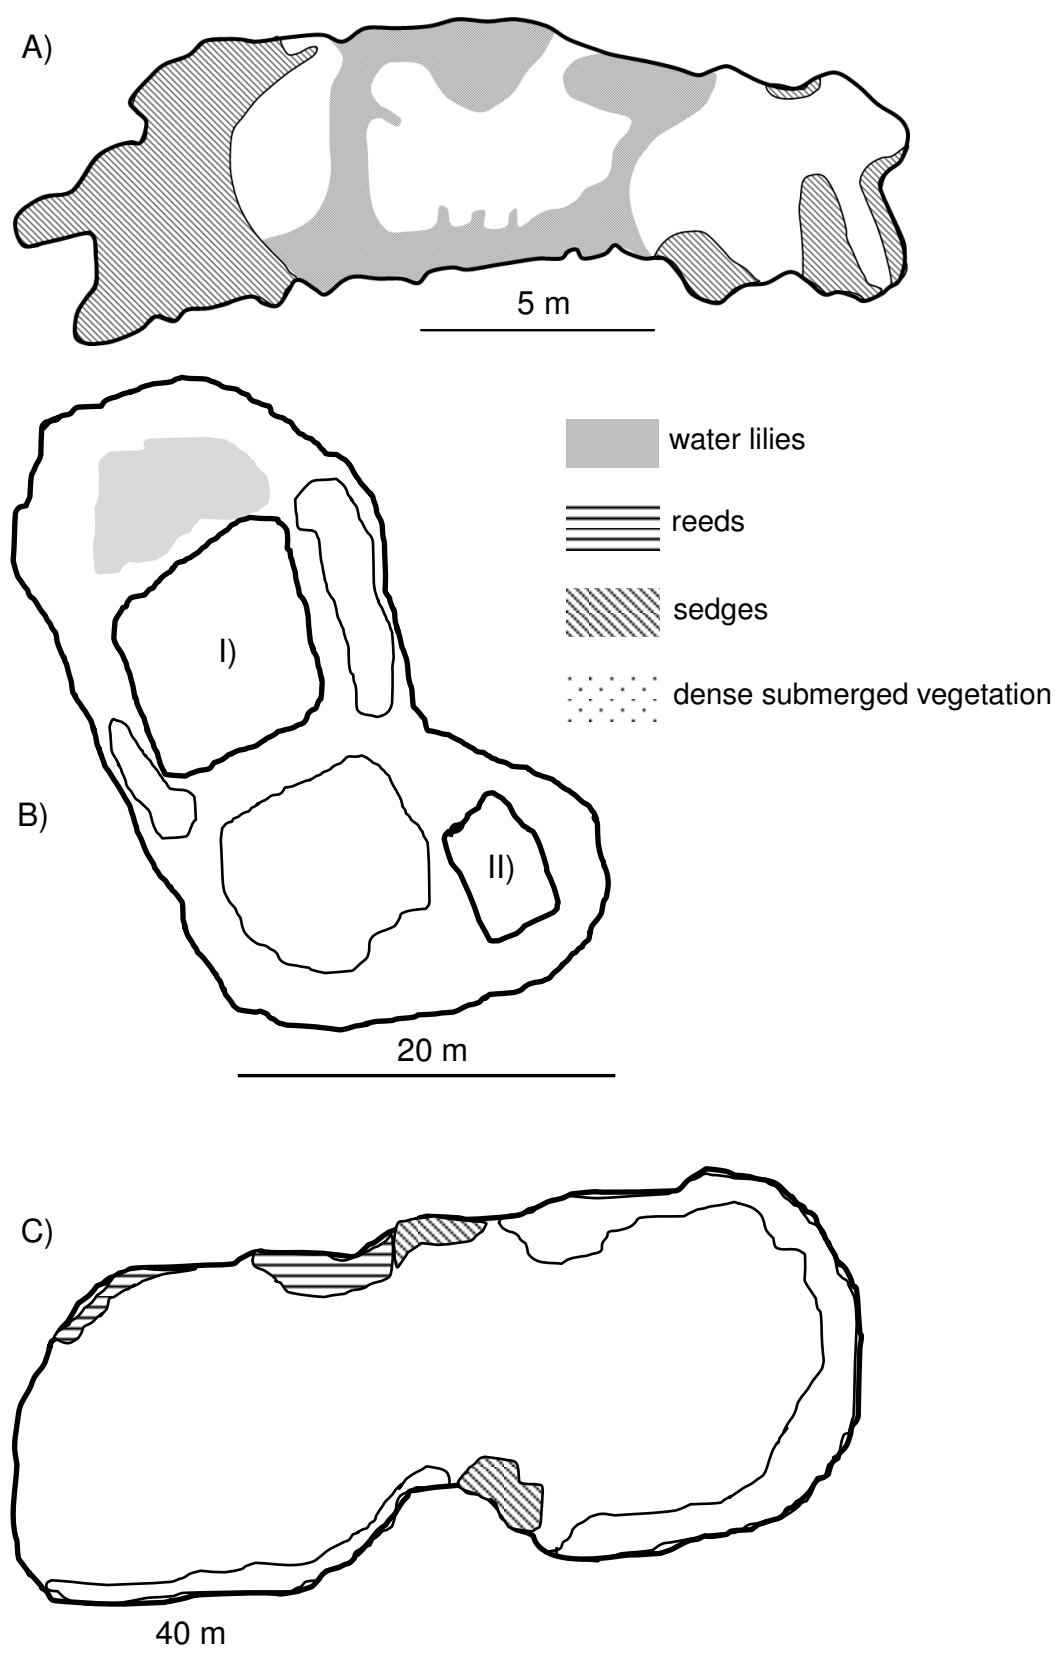 A)
5 m
water lilies
reeds
sedges
dense submerged vegetation
I)
B)
II)
20 m
C)
40 m